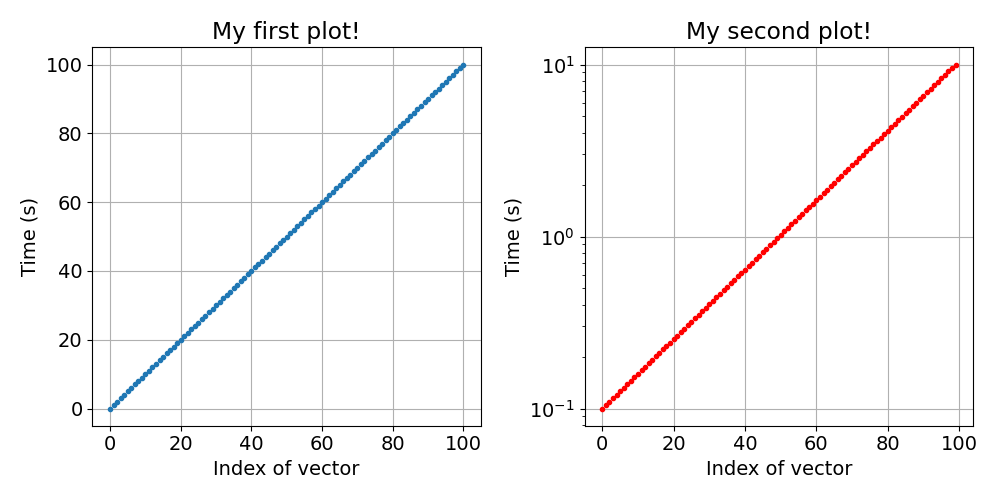 My first plot!
100
80
60
40
20
0
Time (s)
0 20 40 60 80 100
Index of vector
My second plot!
10¹
10⁰
10⁻¹
Time (s)
0 20 40 60 80 100
Index of vector